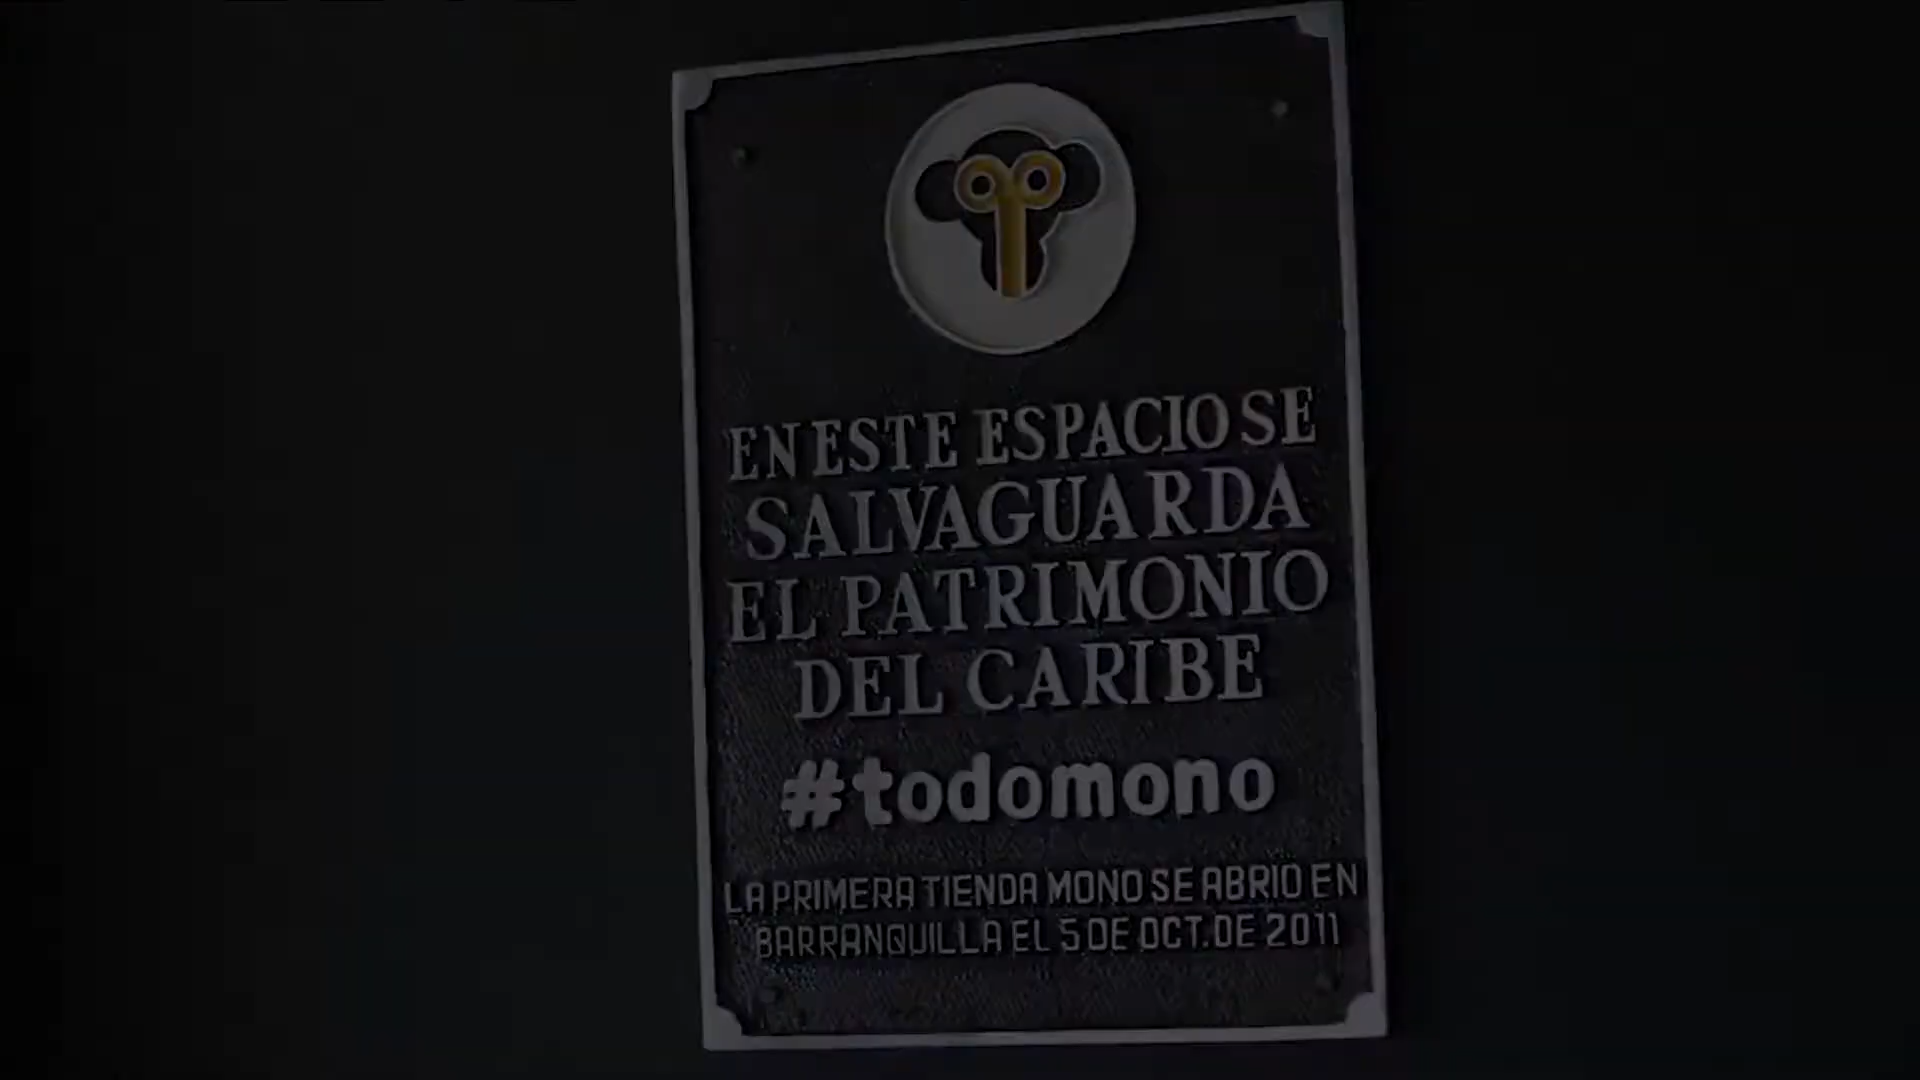 EN ESTE ESPACIO SE
SALVAGUARDA
EL PATRIMONIO
DEL CARIBE
#todomono
LA PRIMERA TIENDA MONO SE ABRIO EN
BARRANQUILLA EL 5 DE OCT. DE 2011